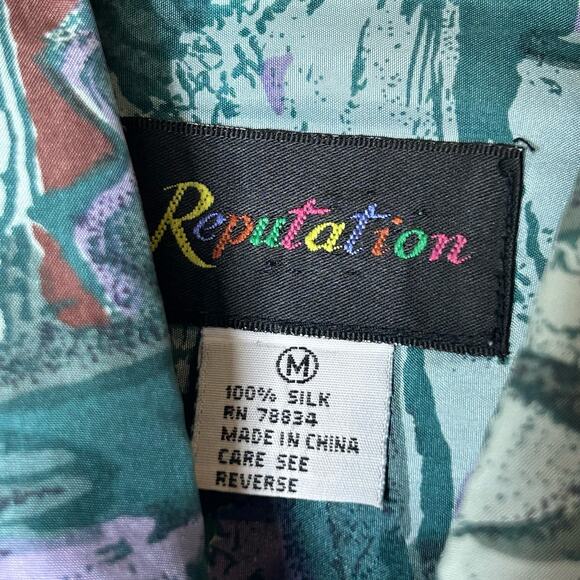 Reputation
M
100% SILK
RN 78834
MADE IN CHINA
CARE SEE
REVERSE